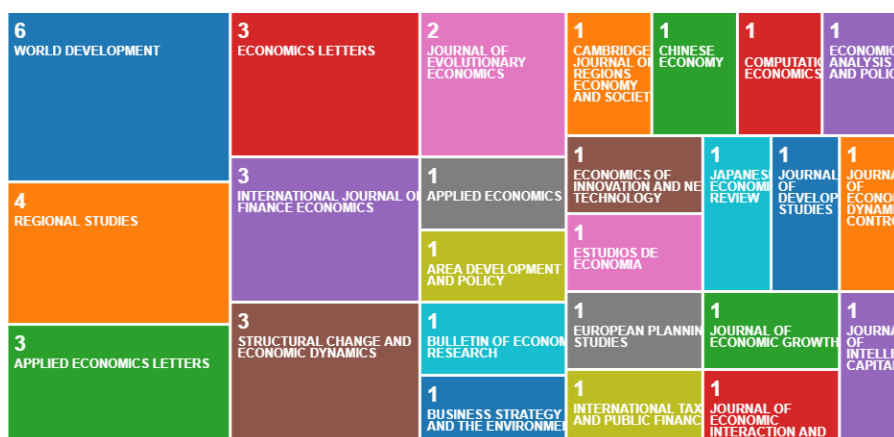 6
WORLD DEVELOPMENT
4
REGIONAL STUDIES
3
APPLIED ECONOMICS LETTERS
3
ECONOMICS LETTERS
3
INTERNATIONAL JOURNAL OF
FINANCE ECONOMICS
3
STRUCTURAL CHANGE AND
ECONOMIC DYNAMICS
2
JOURNAL OF
EVOLUTIONARY
ECONOMICS
1
APPLIED ECONOMICS
1
AREA DEVELOPMENT
AND POLICY
1
BULLETIN OF ECONOM
RESEARCH
1
BUSINESS STRATEGY
AND THE ENVIRONME
1
CAMBRIDGE
JOURNAL OF
REGIONS
ECONOMY
AND SOCIET
1
CHINESE
ECONOMY
1
COMPUTATIO
ECONOMICS
1
ECONOMIC
ANALYSIS
AND POLIC
1
ECONOMICS OF
INNOVATION AND NE
TECHNOLOGY
1
ESTUDIOS DE
ECONOMIA
1
JAPANES
ECONOMI
REVIEW
1
JOURNAL
OF
DEVELOP
STUDIES
1
JOURNA
OF
ECONO
DYNAMI
CONTRO
1
EUROPEAN PLANNIN
STUDIES
1
INTERNATIONAL TAX
AND PUBLIC FINANC
1
JOURNAL OF
ECONOMIC GROWTH
1
JOURNAL OF
ECONOMIC
INTERACTION AND
1
JOURNA
OF
INTELLE
CAPITA